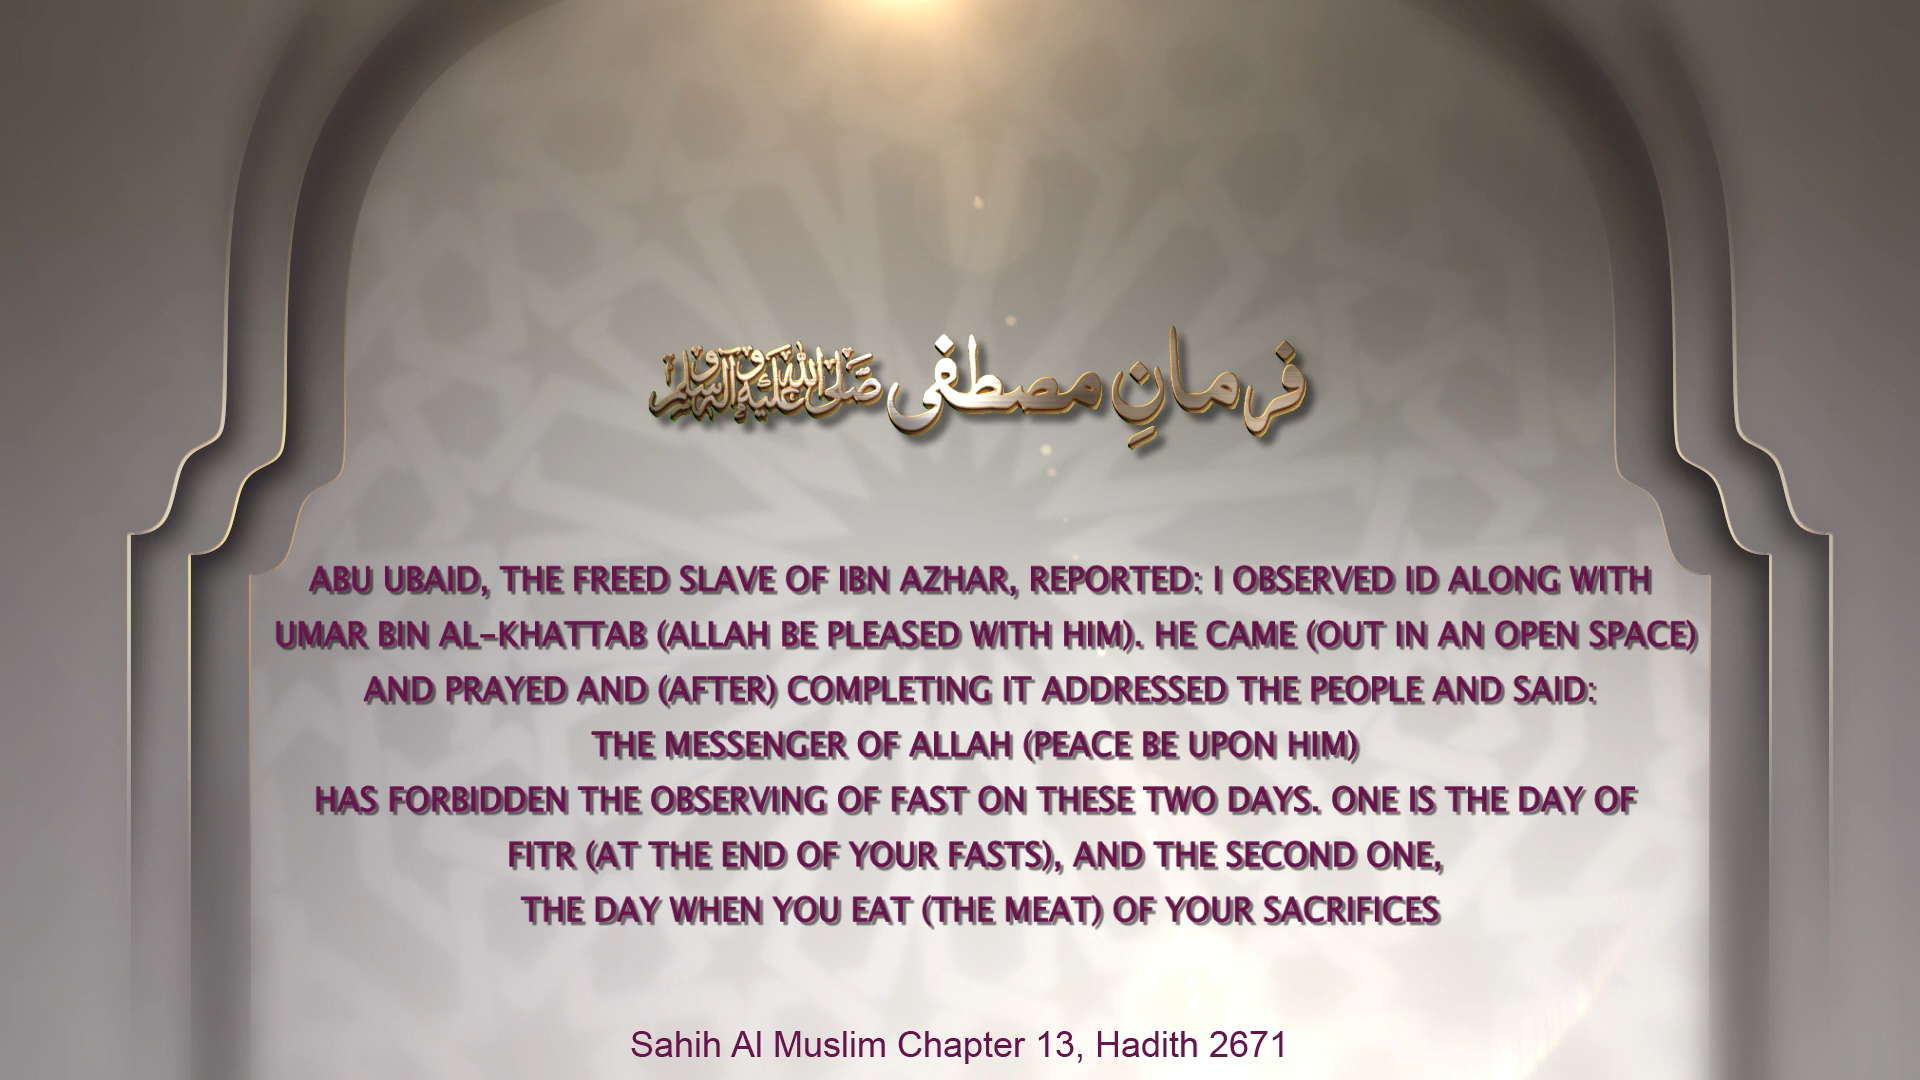 فرمانِ مصطفی صَلَّی اللہُ عَلَیْہِ وَاٰلِہٖ وَسَلَّم
ABU UBAID, THE FREED SLAVE OF IBN AZHAR, REPORTED: I OBSERVED ID ALONG WITH
UMAR BIN AL-KHATTAB (ALLAH BE PLEASED WITH HIM). HE CAME (OUT IN AN OPEN SPACE)
AND PRAYED AND (AFTER) COMPLETING IT ADDRESSED THE PEOPLE AND SAID:
THE MESSENGER OF ALLAH (PEACE BE UPON HIM)
HAS FORBIDDEN THE OBSERVING OF FAST ON THESE TWO DAYS. ONE IS THE DAY OF
FITR (AT THE END OF YOUR FASTS), AND THE SECOND ONE,
THE DAY WHEN YOU EAT (THE MEAT) OF YOUR SACRIFICES
Sahih Al Muslim Chapter 13, Hadith 2671